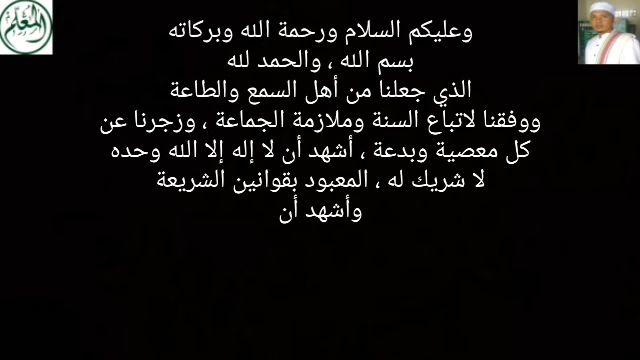 وعليكم السلام ورحمة الله وبركاته
بسم الله ، والحمد لله
الذي جعلنا من أهل السمع والطاعة
ووفقنا لاتباع السنة وملازمة الجماعة ، وزجرنا عن
كل معصية وبدعة ، أشهد أن لا إله إلا الله وحده
لا شريك له ، المعبود بقوانين الشريعة
وأشهد أن